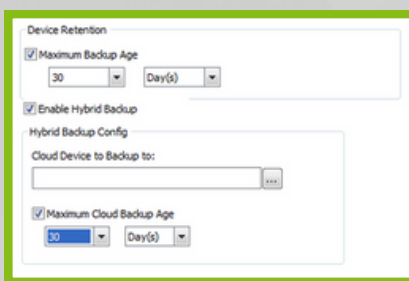 Device Retention
Maximum Backup Age
30 Day(s)
Enable Hybrid Backup
Hybrid Backup Config
Cloud Device to Backup to:
...
Maximum Cloud Backup Age
30 Day(s)